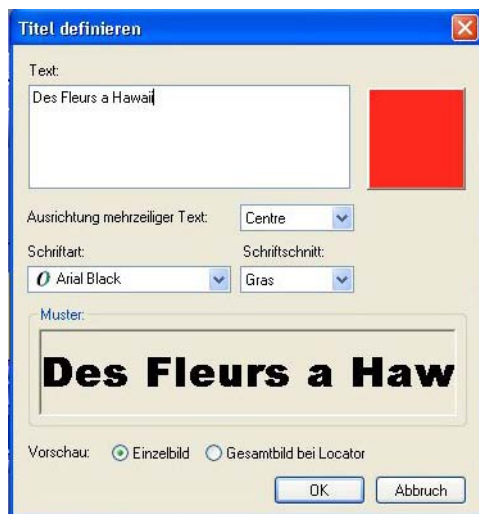 Titel definieren
Text:
Des Fleurs a Hawaii
Ausrichtung mehrzeiliger Text: Centre
Schriftart: Schriftschnitt:
O Arial Black Gras
Muster:
Des Fleurs a Haw
Vorschau: Einzelbild Gesamtbild bei Locator
OK Abbruch